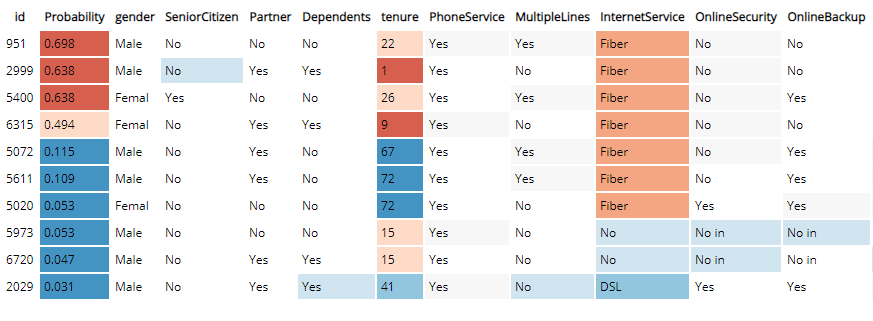 id Probability gender SeniorCitizen Partner Dependents tenure PhoneService MultipleLines InternetService OnlineSecurity OnlineBackup
951 0.698 Male No No No 22 Yes Yes Fiber No No
2999 0.638 Male No Yes Yes 1 Yes No Fiber No No
5400 0.638 Femal Yes No No 26 Yes Yes Fiber No Yes
6315 0.494 Femal No Yes Yes 9 Yes No Fiber No No
5072 0.115 Male No Yes No 67 Yes Yes Fiber No Yes
5611 0.109 Male No Yes No 72 Yes Yes Fiber No Yes
5020 0.053 Femal No No No 72 Yes No Fiber Yes Yes
5973 0.053 Male No No No 15 Yes No No No in No in
6720 0.047 Male No Yes Yes 15 Yes No No No in No in
2029 0.031 Male No Yes Yes 41 Yes No DSL Yes Yes